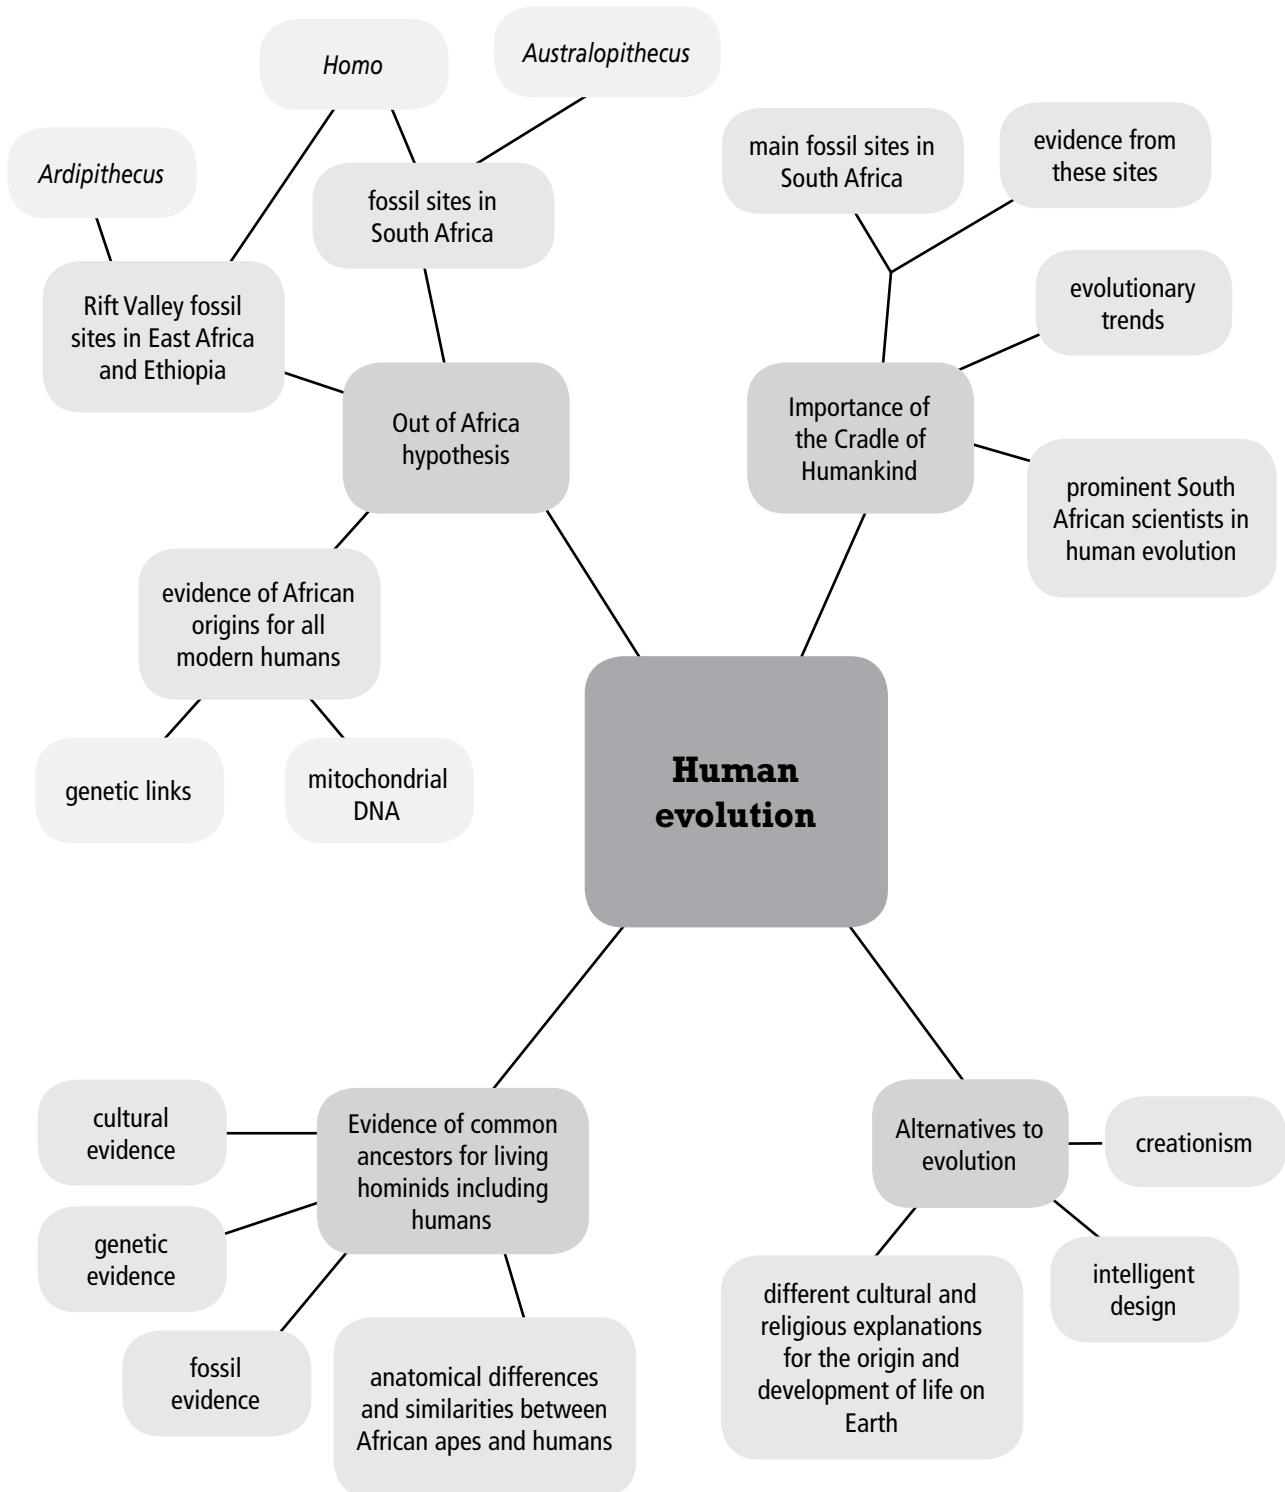 Homo
Australopithecus
Ardipithecus
fossil sites in
South Africa
Rift Valley fossil
sites in East Africa
and Ethiopia
Out of Africa
hypothesis
evidence of African
origins for all
modern humans
genetic links
mitochondrial
DNA
main fossil sites in
South Africa
evidence from
these sites
evolutionary
trends
Importance of
the Cradle of
Humankind
prominent South
African scientists in
human evolution
Human
evolution
cultural
evidence
Evidence of common
ancestors for living
hominids including
humans
genetic
evidence
fossil
evidence
anatomical differences
and similarities between
African apes and humans
Alternatives to
evolution
creationism
intelligent
design
different cultural and
religious explanations
for the origin and
development of life on
Earth